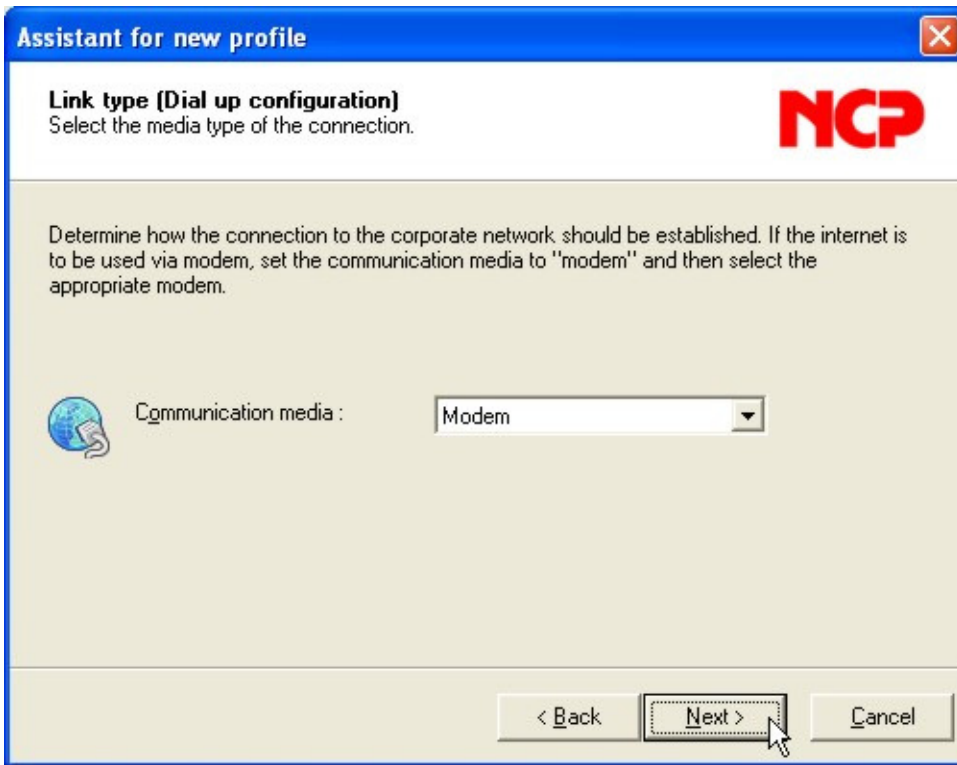 Assistant for new profile
Link type (Dial up configuration)
Select the media type of the connection.
NCP
Determine how the connection to the corporate network should be established. If the internet is
to be used via modem, set the communication media to "modem" and then select the
appropriate modem.
Communication media :
Modem
< Back
Next >
Cancel